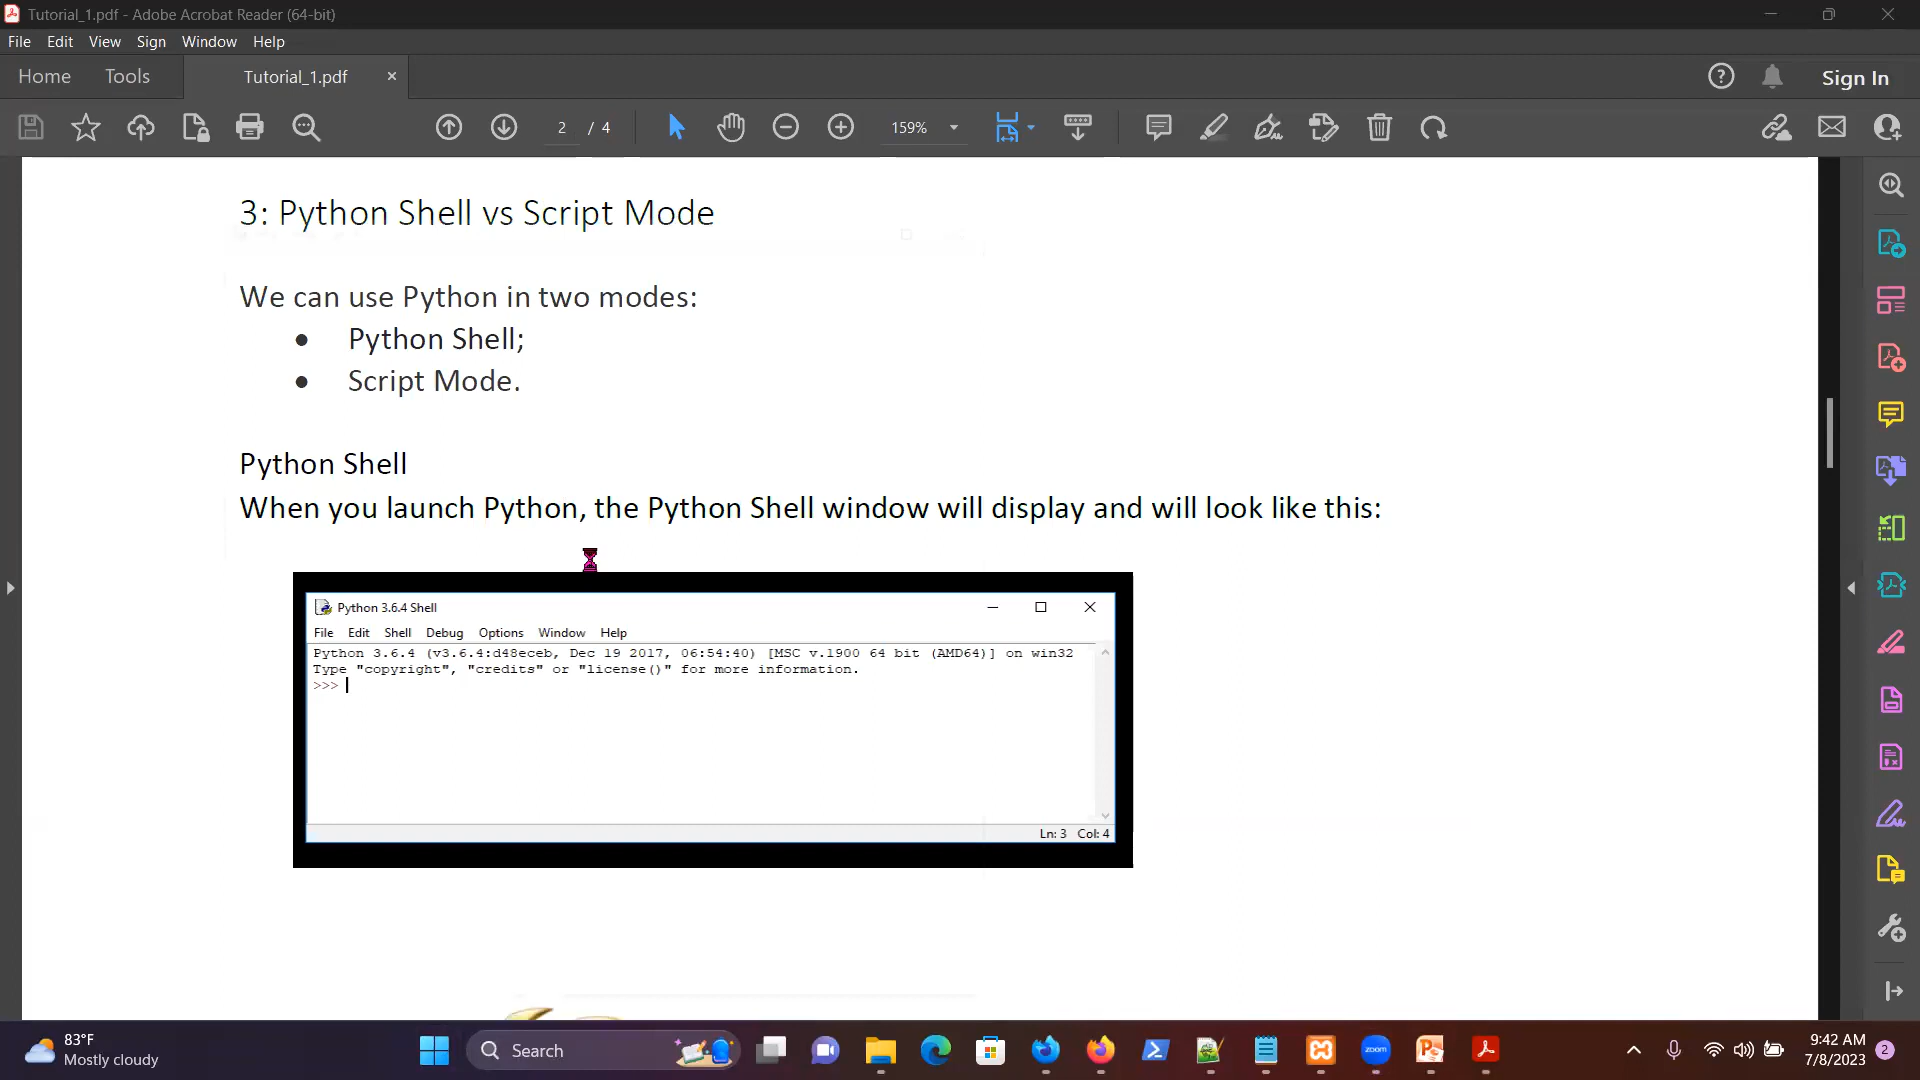 Tutorial_1.pdf - Adobe Acrobat Reader (64-bit)
File Edit View Sign Window Help
Home Tools Tutorial_1.pdf × Sign In
2 / 4 159%
3: Python Shell vs Script Mode
We can use Python in two modes:
• Python Shell;
• Script Mode.
Python Shell
When you launch Python, the Python Shell window will display and will look like this:
Python 3.6.4 Shell
File Edit Shell Debug Options Window Help
Python 3.6.4 (v3.6.4:d48eceb, Dec 19 2017, 06:54:40) [MSC v.1900 64 bit (AMD64)] on win32
Type "copyright", "credits" or "license()" for more information.
>>>
Ln: 3 Col: 4
83°F
Mostly cloudy
Search
zoom
9:42 AM
7/8/2023
2